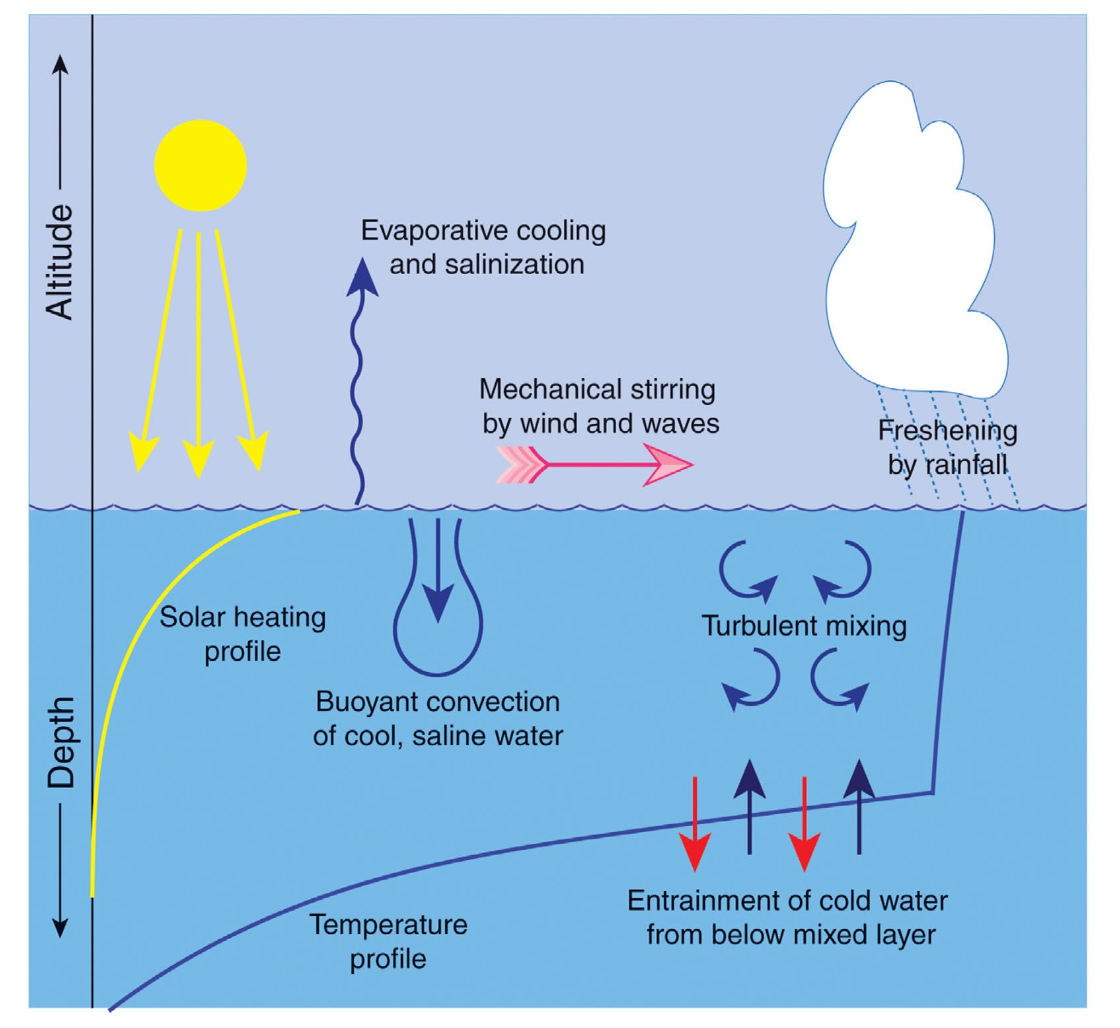 Altitude
Evaporative cooling
and salinization
Mechanical stirring
by wind and waves
Freshening
by rainfall
Solar heating
profile
Turbulent mixing
Buoyant convection
of cool, saline water
Depth
Entrainment of cold water
from below mixed layer
Temperature
profile